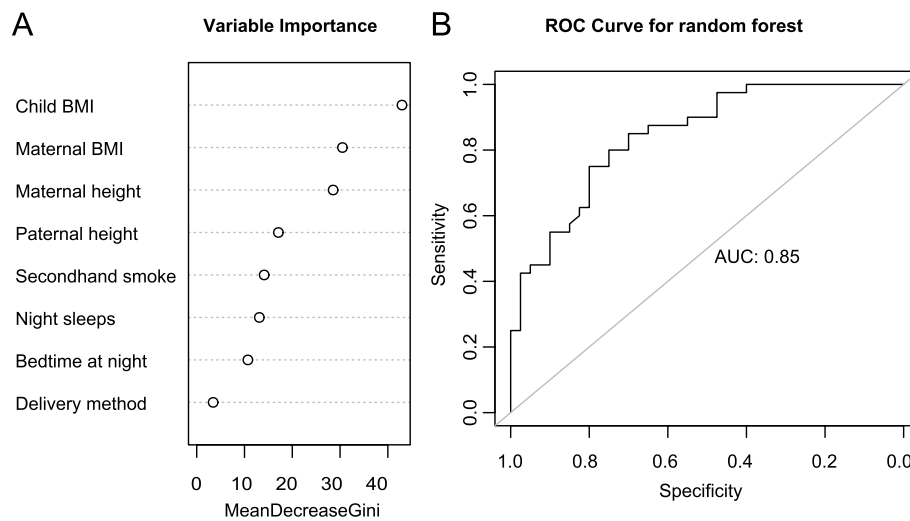 A
Variable Importance
Child BMI
Maternal BMI
Maternal height
Paternal height
Secondhand smoke
Night sleeps
Bedtime at night
Delivery method
0 10 20 30 40
MeanDecreaseGini
B
ROC Curve for random forest
Sensitivity
1.0
0.8
0.6
0.4
0.2
0.0
AUC: 0.85
1.0 0.8 0.6 0.4 0.2 0.0
Specificity